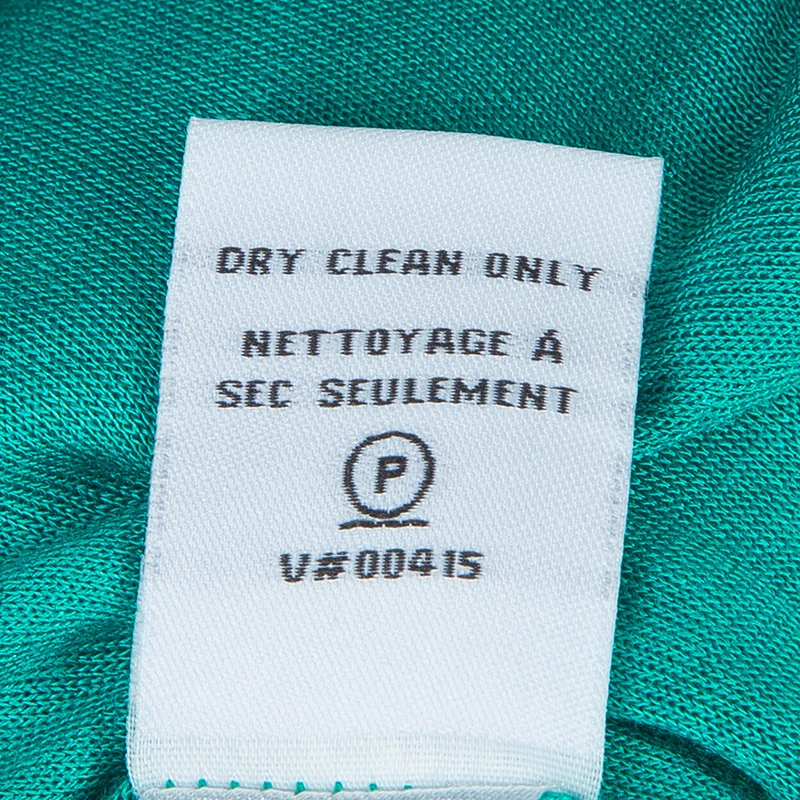 DRY CLEAN ONLY
NETTOYAGE À
SEC SEULEMENT
P
V#00415